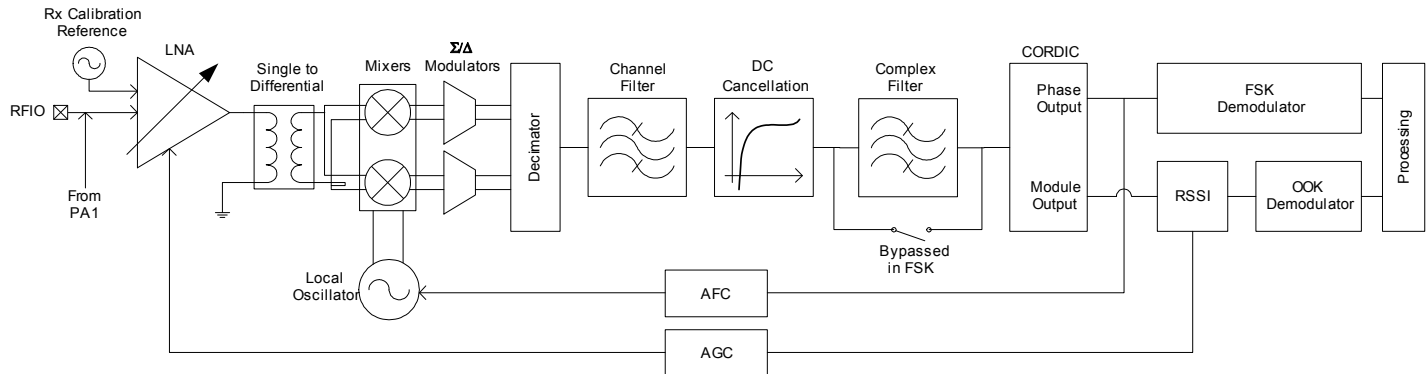 Rx Calibration
Reference
LNA
RFIO
From
PA1
Single to
Differential
Mixers
Σ/Δ
Modulators
Local
Oscillator
Decimator
Channel
Filter
DC
Cancellation
Complex
Filter
Bypassed
in FSK
CORDIC
Phase
Output
Module
Output
FSK
Demodulator
RSSI
OOK
Demodulator
Processing
AFC
AGC